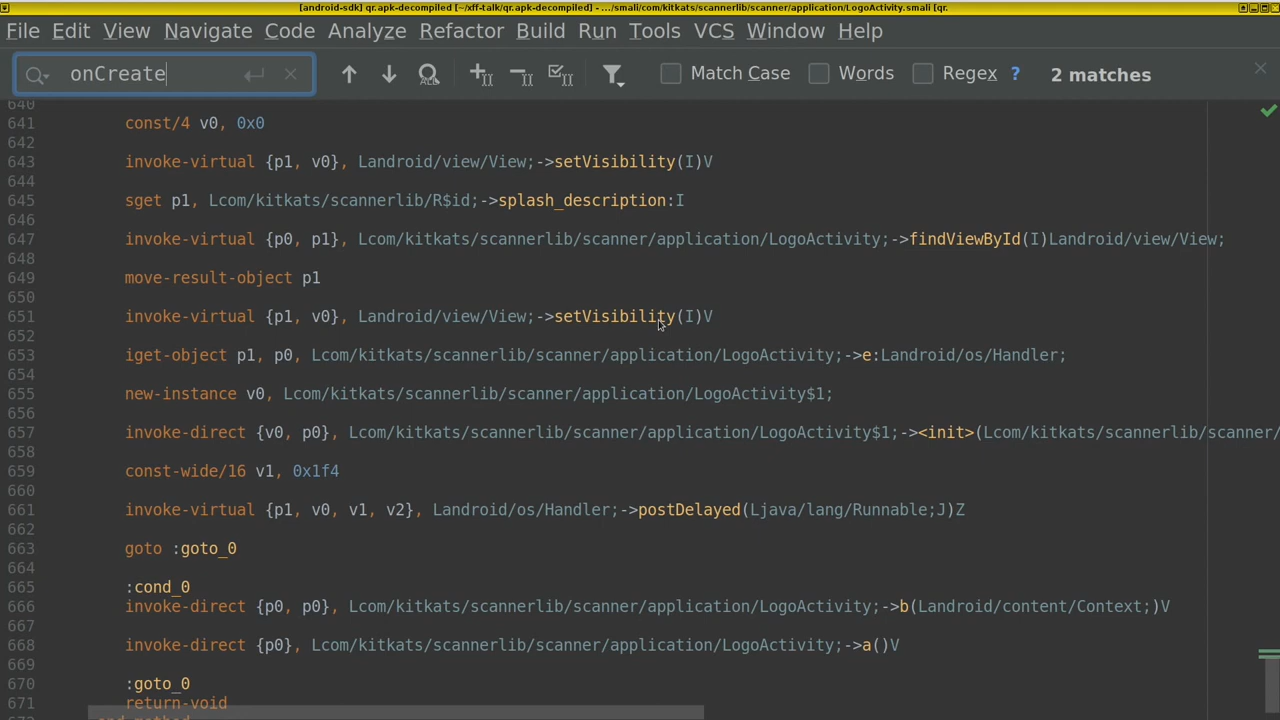 [android-sdk] qr.apk-decompiled [~/xff-talk/qr.apk-decompiled] - .../smali/com/kitkats/scannerlib/scanner/application/LogoActivity.smali [qr.
File Edit View Navigate Code Analyze Refactor Build Run Tools VCS Window Help
onCreate ALL Match Case Words Regex ? 2 matches
640
641 const/4 v0, 0x0
642
643 invoke-virtual {p1, v0}, Landroid/view/View;->setVisibility(I)V
644
645 sget p1, Lcom/kitkats/scannerlib/R$id;->splash_description:I
646
647 invoke-virtual {p0, p1}, Lcom/kitkats/scannerlib/scanner/application/LogoActivity;->findViewById(I)Landroid/view/View;
648
649 move-result-object p1
650
651 invoke-virtual {p1, v0}, Landroid/view/View;->setVisibility(I)V
652
653 iget-object p1, p0, Lcom/kitkats/scannerlib/scanner/application/LogoActivity;->e:Landroid/os/Handler;
654
655 new-instance v0, Lcom/kitkats/scannerlib/scanner/application/LogoActivity$1;
656
657 invoke-direct {v0, p0}, Lcom/kitkats/scannerlib/scanner/application/LogoActivity$1;-><init>(Lcom/kitkats/scannerlib/scanner/
658
659 const-wide/16 v1, 0x1f4
660
661 invoke-virtual {p1, v0, v1, v2}, Landroid/os/Handler;->postDelayed(Ljava/lang/Runnable;J)Z
662
663 goto :goto_0
664
665 :cond_0
666 invoke-direct {p0, p0}, Lcom/kitkats/scannerlib/scanner/application/LogoActivity;->b(Landroid/content/Context;)V
667
668 invoke-direct {p0}, Lcom/kitkats/scannerlib/scanner/application/LogoActivity;->a()V
669
670 :goto_0
671 return-void